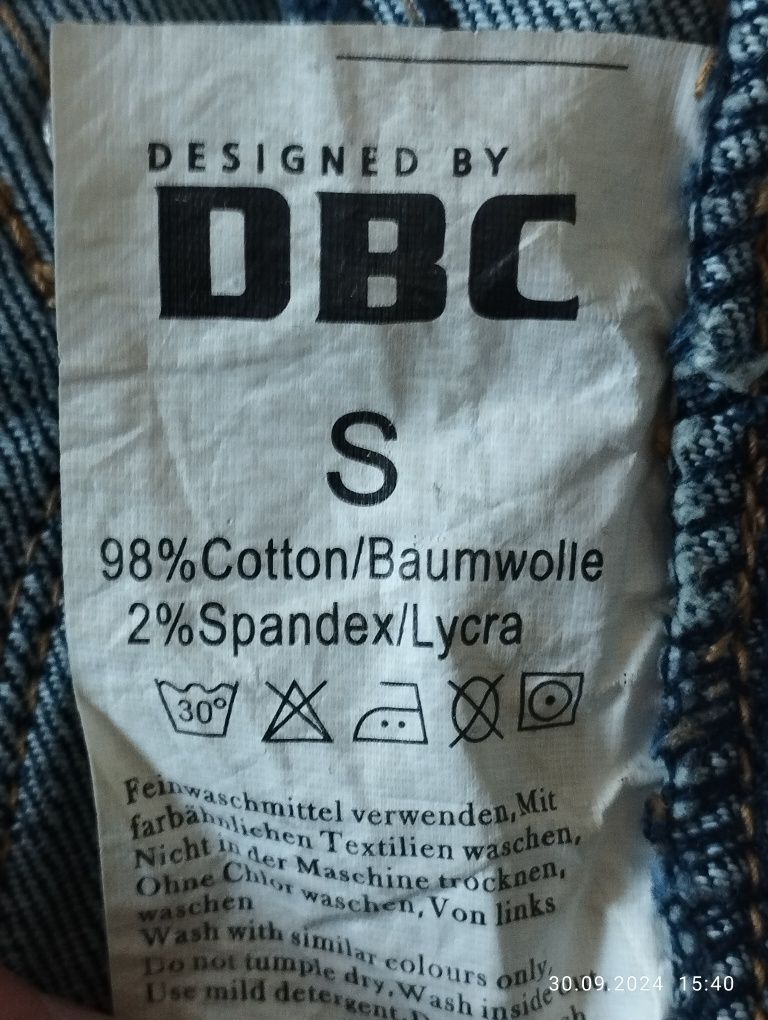 DESIGNED BY
DBC
S
98%Cotton/Baumwolle
2%Spandex/Lycra
30°
Feinwaschmittel verwenden,Mit
farbähnlichen Textilien waschen,
Nicht in der Maschine trocknen,
Ohne Chlor waschen,Von links
waschen
Wash with similar colours only,
Do not tumple dry,Wash inside out,
Use mild detergent,
30.09.2024 15:40